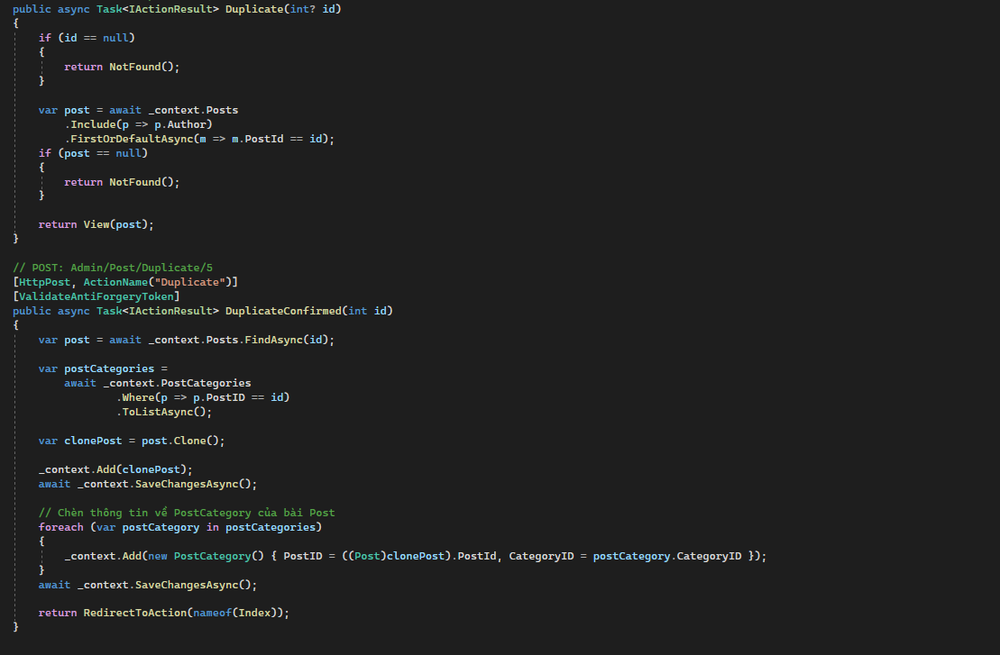 public async Task<IActionResult> Duplicate(int? id)
{
if (id == null)
{
return NotFound();
}
var post = await _context.Posts
.Include(p => p.Author)
.FirstOrDefaultAsync(m => m.PostId == id);
if (post == null)
{
return NotFound();
}
return View(post);
}
// POST: Admin/Post/Duplicate/5
[HttpPost, ActionName("Duplicate")]
[ValidateAntiForgeryToken]
public async Task<IActionResult> DuplicateConfirmed(int id)
{
var post = await _context.Posts.FindAsync(id);
var postCategories =
await _context.PostCategories
.Where(p => p.PostID == id)
.ToListAsync();
var clonePost = post.Clone();
_context.Add(clonePost);
await _context.SaveChangesAsync();
// Chèn thông tin về PostCategory của bài Post
foreach (var postCategory in postCategories)
{
_context.Add(new PostCategory() { PostID = ((Post)clonePost).PostId, CategoryID = postCategory.CategoryID });
}
await _context.SaveChangesAsync();
return RedirectToAction(nameof(Index));
}